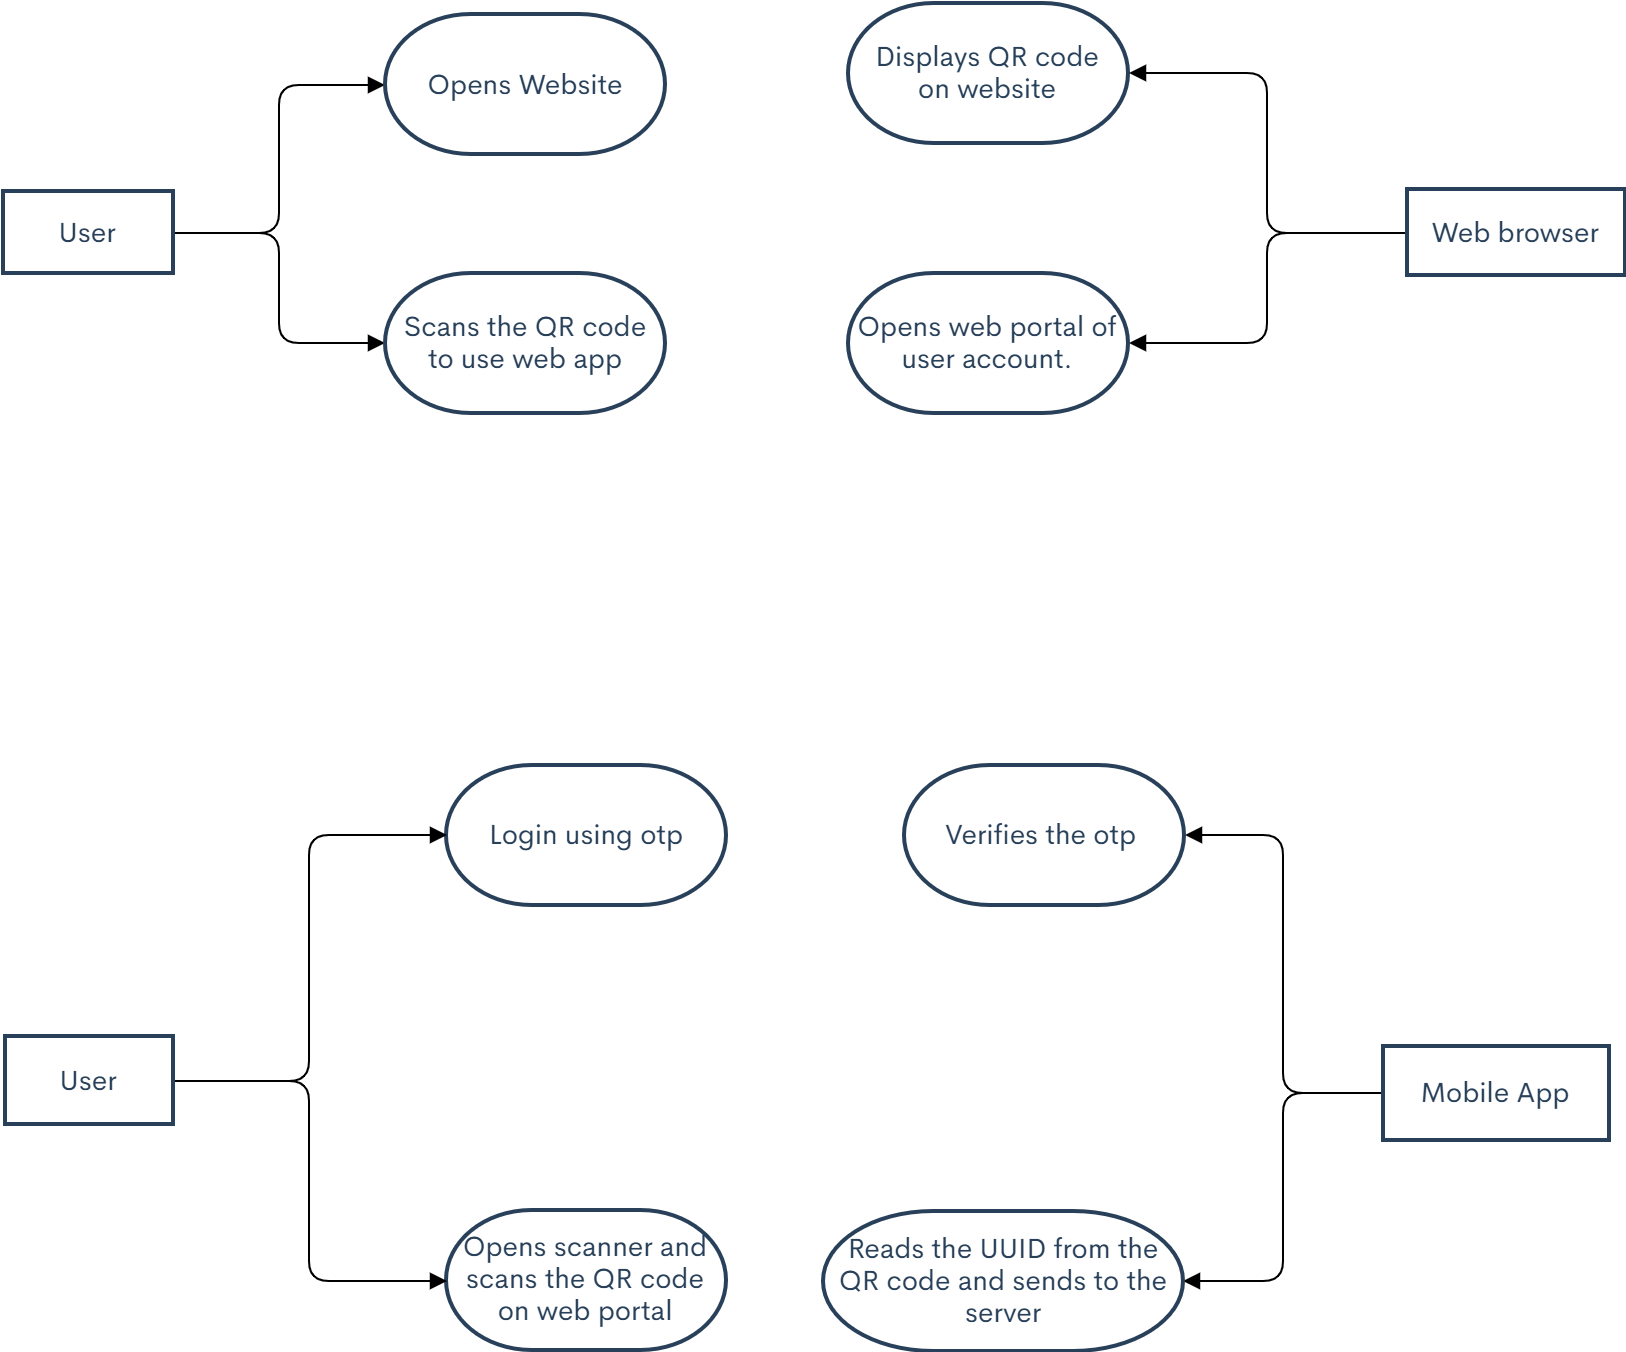 Opens Website
Displays QR code
on website
User
Web browser
Scans the QR code
to use web app
Opens web portal of
user account.
Login using otp
Verifies the otp
User
Mobile App
Opens scanner and
scans the QR code
on web portal
Reads the UUID from the
QR code and sends to the
server